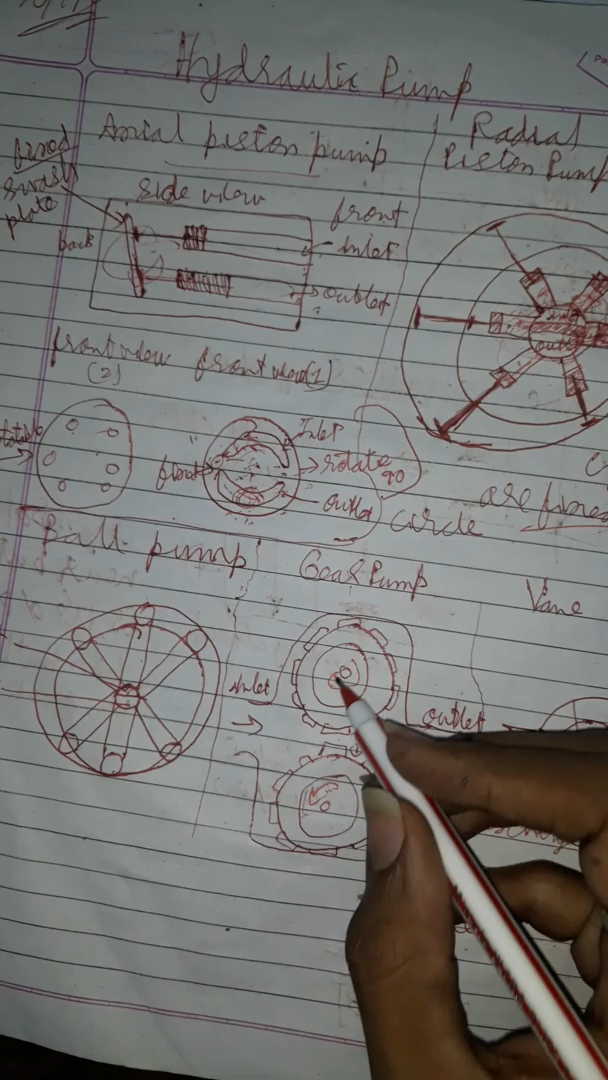 Hydraulic Pump
Axial piston pump
Radial
Piston Pump
fixed
swash
plate
side view
back
front
inlet
outlet
front view
(2)
front view (1)
Inlet
rotate
90
outlet
circle
are fixed
Ball pump
Gear Pump
Vane
Inlet
outlet